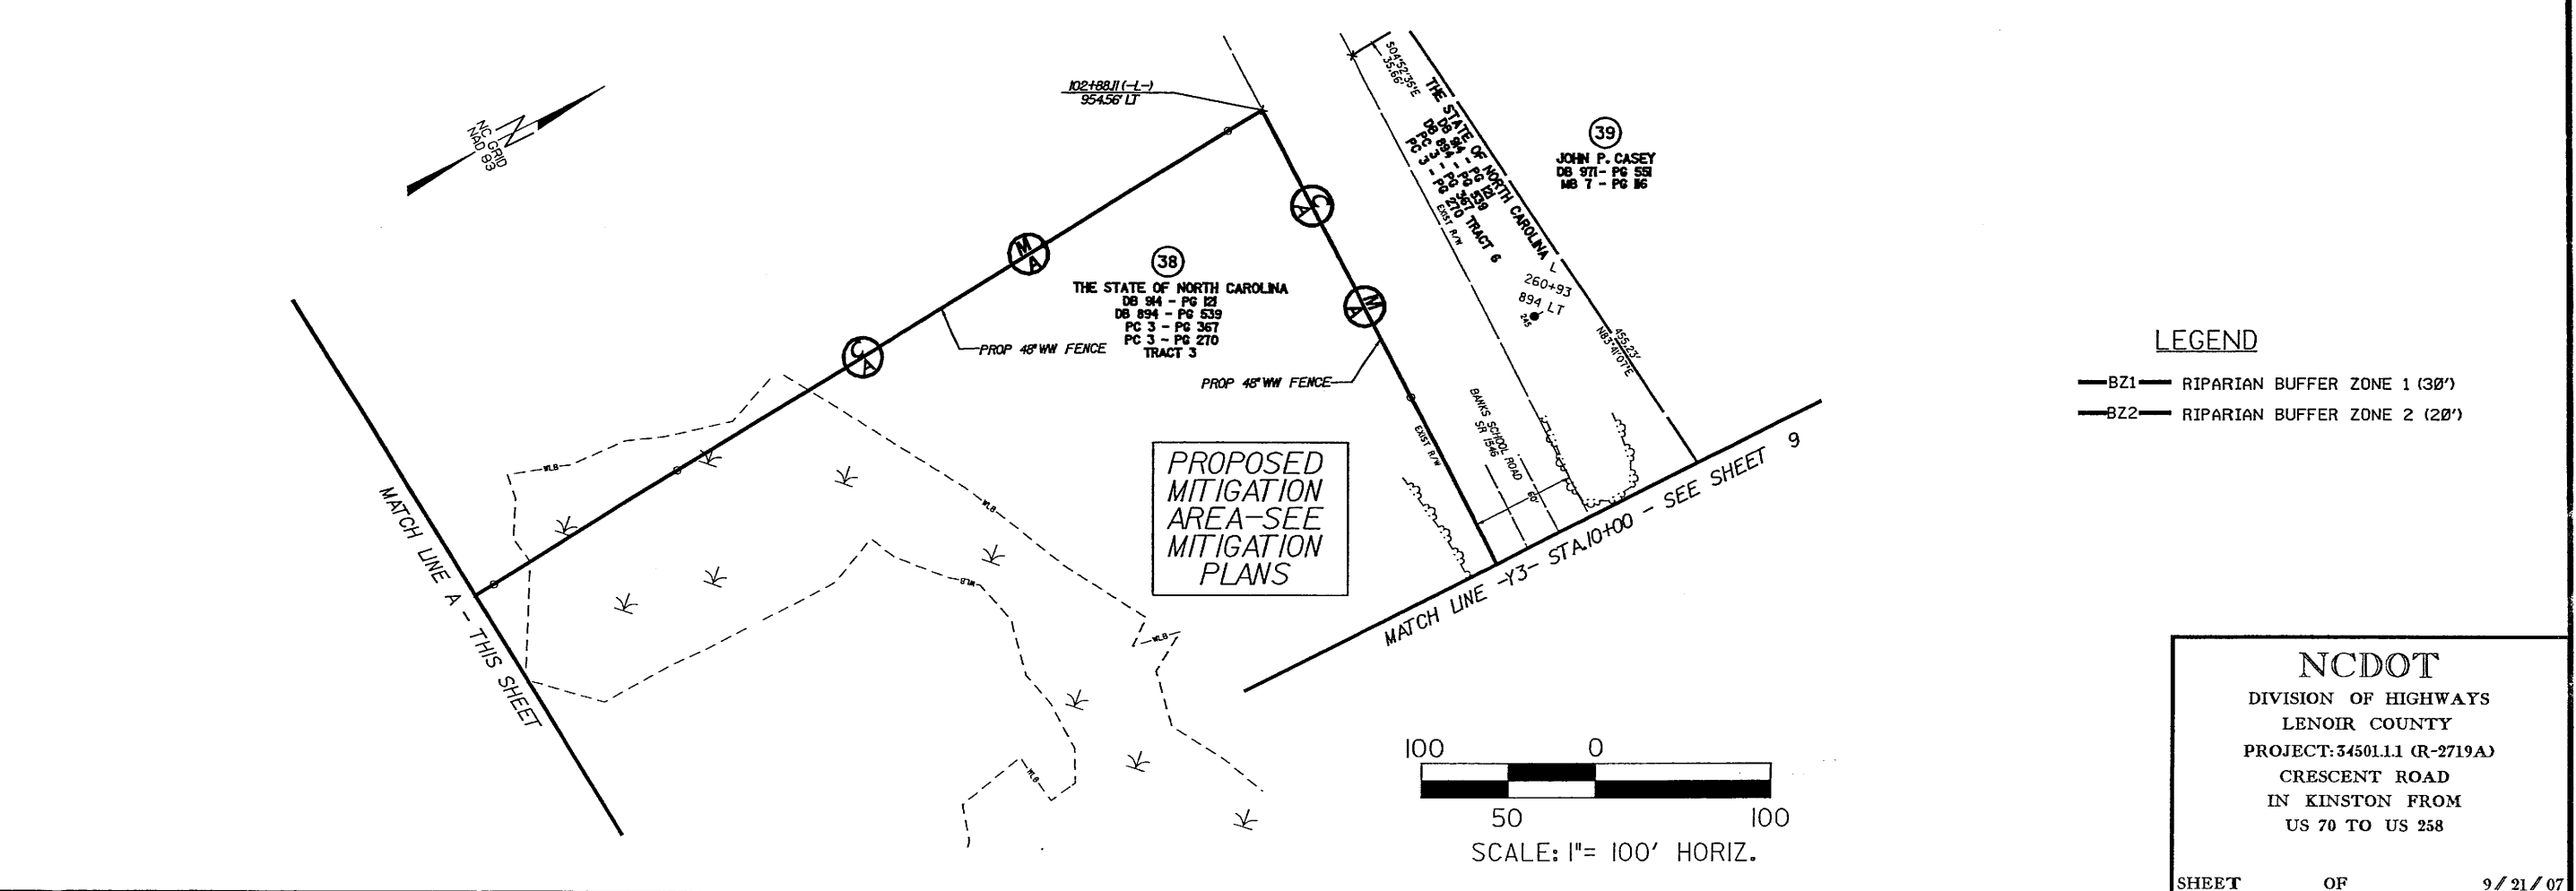 NC GRID
NAD 83
N
102+88.11 (-L-)
954.56' LT
S04°52'35"E
35.66'
THE STATE OF NORTH CAROLINA
DB 914 - PG 121
DB 894 - PG 539
PC 3 - PG 367
PC 3 - PG 270 TRACT 6
EXIST R/W
39
JOHN P. CASEY
DB 971- PG 551
MB 7 - PG 116
C
A
M
A
M
A
C
A
38
THE STATE OF NORTH CAROLINA
DB 914 - PG 121
DB 894 - PG 539
PC 3 - PG 367
PC 3 - PG 270
TRACT 3
PROP 48" WW FENCE
PROP 48" WW FENCE
L
260+93
894 LT
245
455.23'
N83°41'07"E
BANKS SCHOOL ROAD
SR 1546
EXIST R/W
60'
WLB
WLB
WLB
WLB
WLB
PROPOSED
MITIGATION
AREA-SEE
MITIGATION
PLANS
MATCH LINE A - THIS SHEET
MATCH LINE -Y3- STA.10+00 - SEE SHEET 9
LEGEND
BZ1 RIPARIAN BUFFER ZONE 1 (30')
BZ2 RIPARIAN BUFFER ZONE 2 (20')
100 0
50 100
SCALE: 1"= 100' HORIZ.
NCDOT
DIVISION OF HIGHWAYS
LENOIR COUNTY
PROJECT: 34501.1.1 (R-2719A)
CRESCENT ROAD
IN KINSTON FROM
US 70 TO US 258
SHEET OF 9/21/07